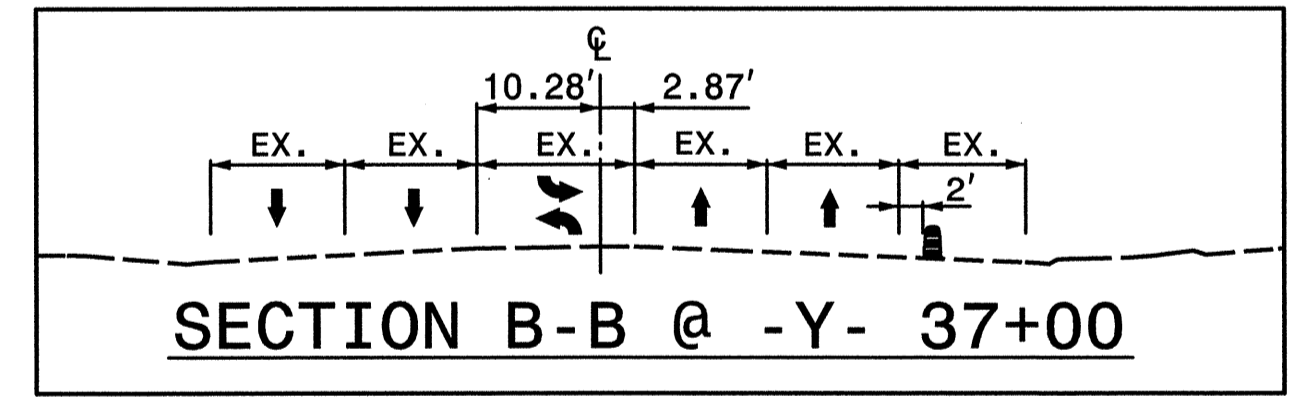 ℄
10.28' 2.87'
EX. EX. EX. EX. EX. EX.
2'
SECTION B-B @ -Y- 37+00